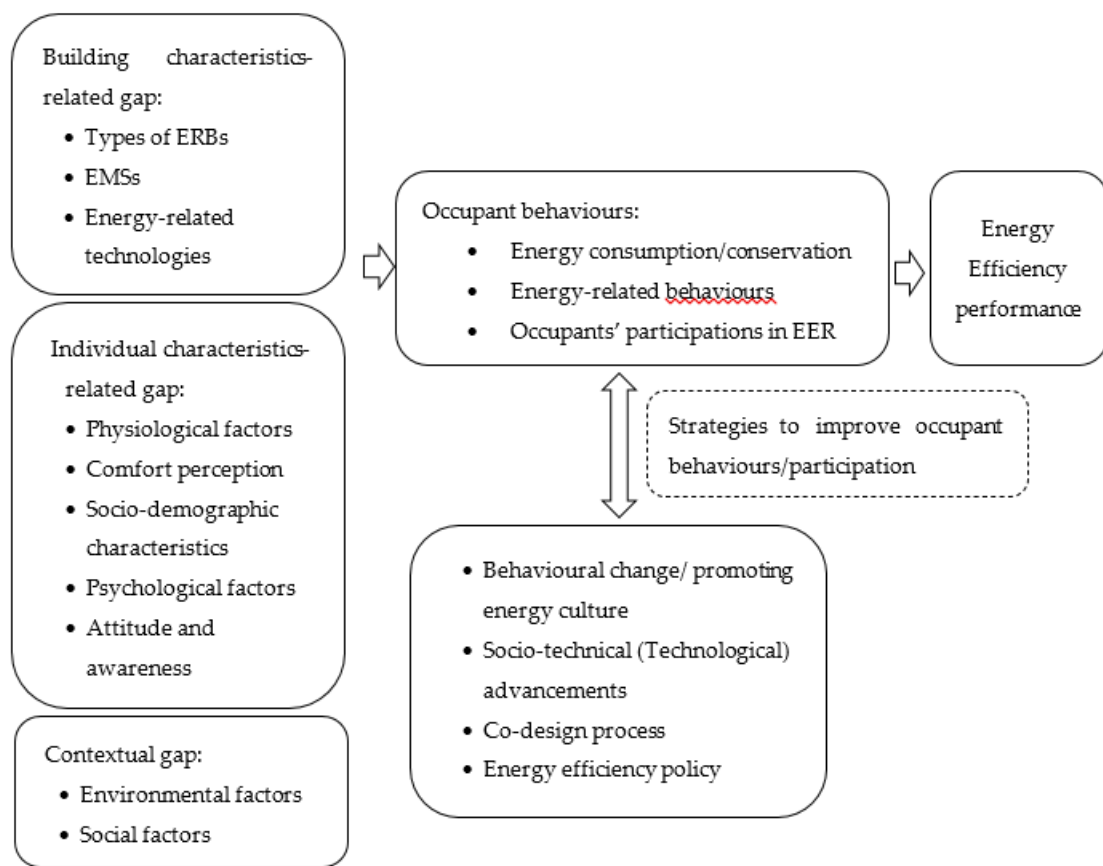 Building characteristics-
related gap:
• Types of ERBs
• EMSs
• Energy-related
technologies
Individual characteristics-
related gap:
• Physiological factors
• Comfort perception
• Socio-demographic
characteristics
• Psychological factors
• Attitude and
awareness
Contextual gap:
• Environmental factors
• Social factors
Occupant behaviours:
• Energy consumption/conservation
• Energy-related behaviours
• Occupants’ participations in EER
Energy
Efficiency
performance
Strategies to improve occupant
behaviours/participation
• Behavioural change/ promoting
energy culture
• Socio-technical (Technological)
advancements
• Co-design process
• Energy efficiency policy